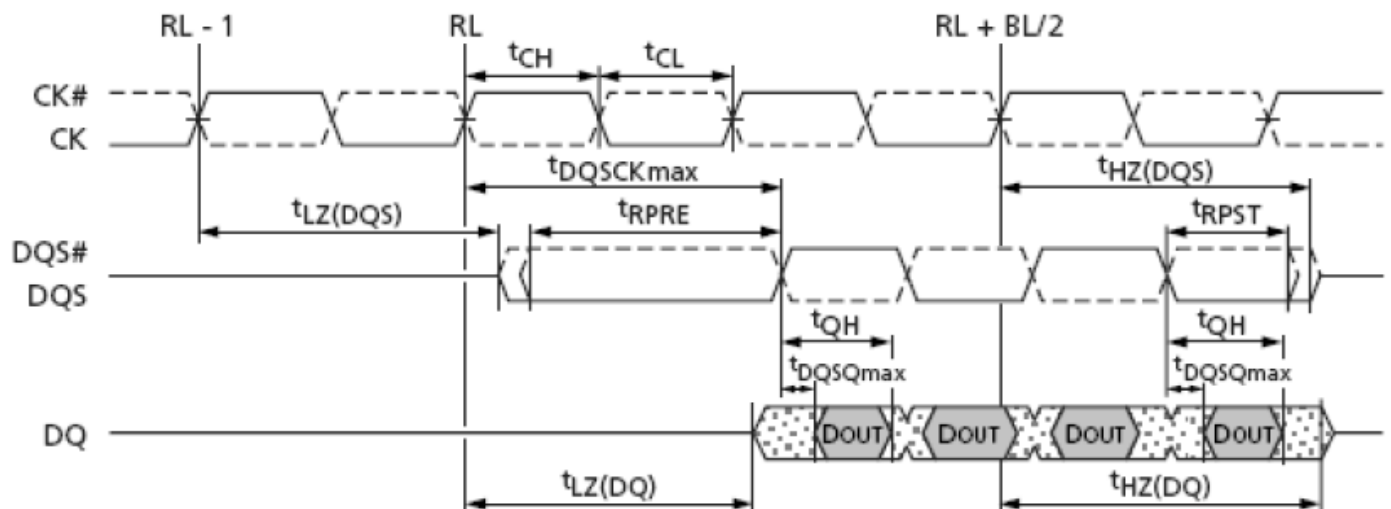 RL - 1 RL RL + BL/2
tCH tCL
CK#
CK
tDQSCKmax tHZ(DQS)
tLZ(DQS) tRPRE tRPST
DQS#
DQS
tQH tQH
tDQSQmax tDQSQmax
DQ DOUT DOUT DOUT DOUT
tLZ(DQ) tHZ(DQ)